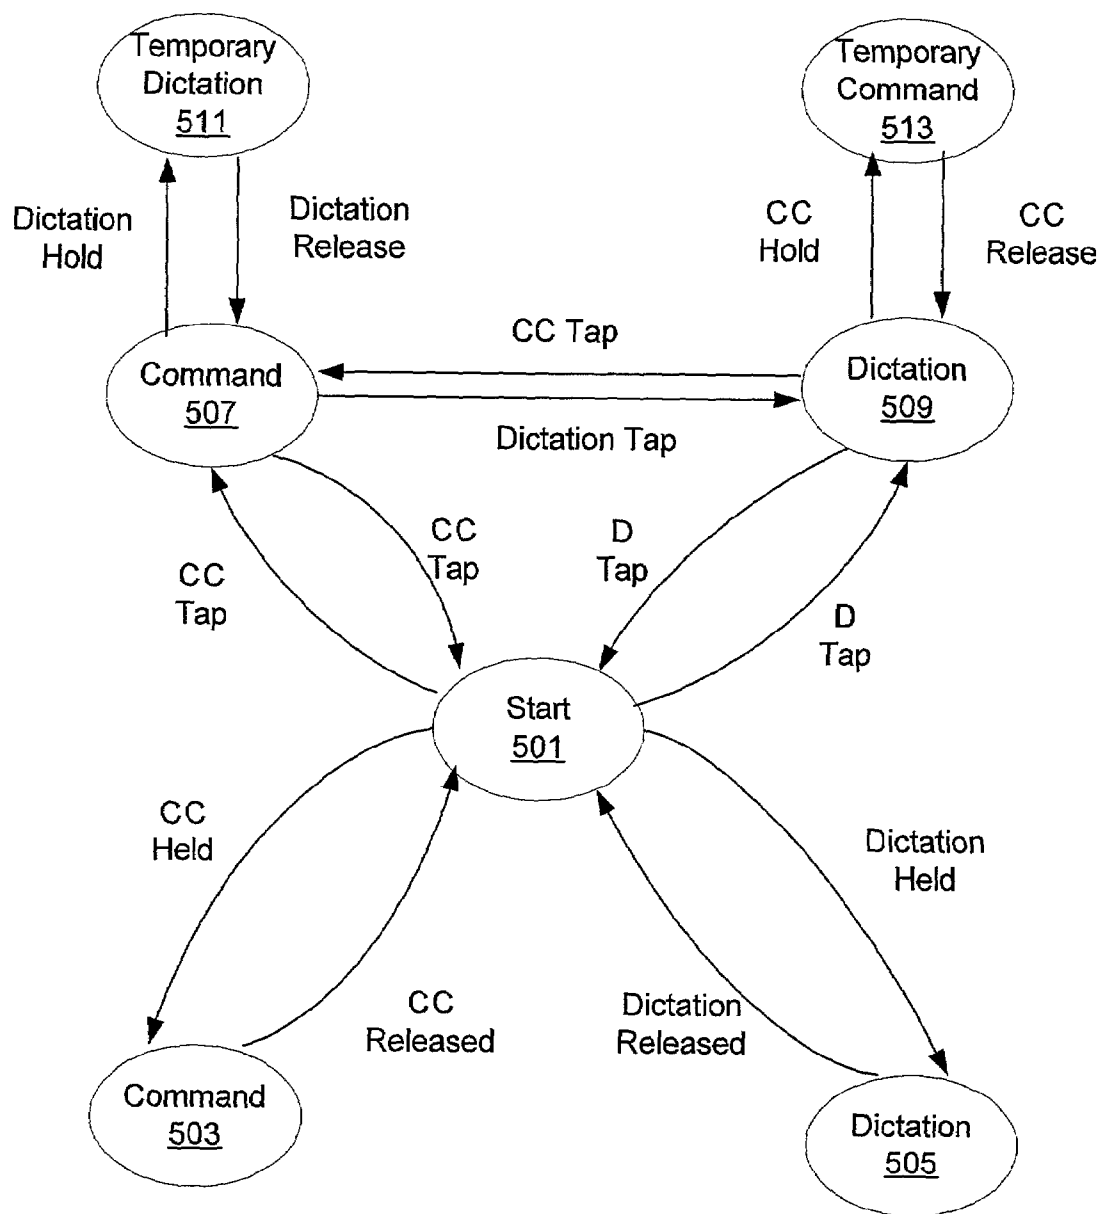 Temporary
Dictation
511
Temporary
Command
513
Dictation
Hold
Dictation
Release
CC
Hold
CC
Release
Command
507
CC Tap
Dictation Tap
Dictation
509
CC
Tap
CC
Tap
D
Tap
D
Tap
Start
501
CC
Held
Dictation
Held
CC
Released
Dictation
Released
Command
503
Dictation
505